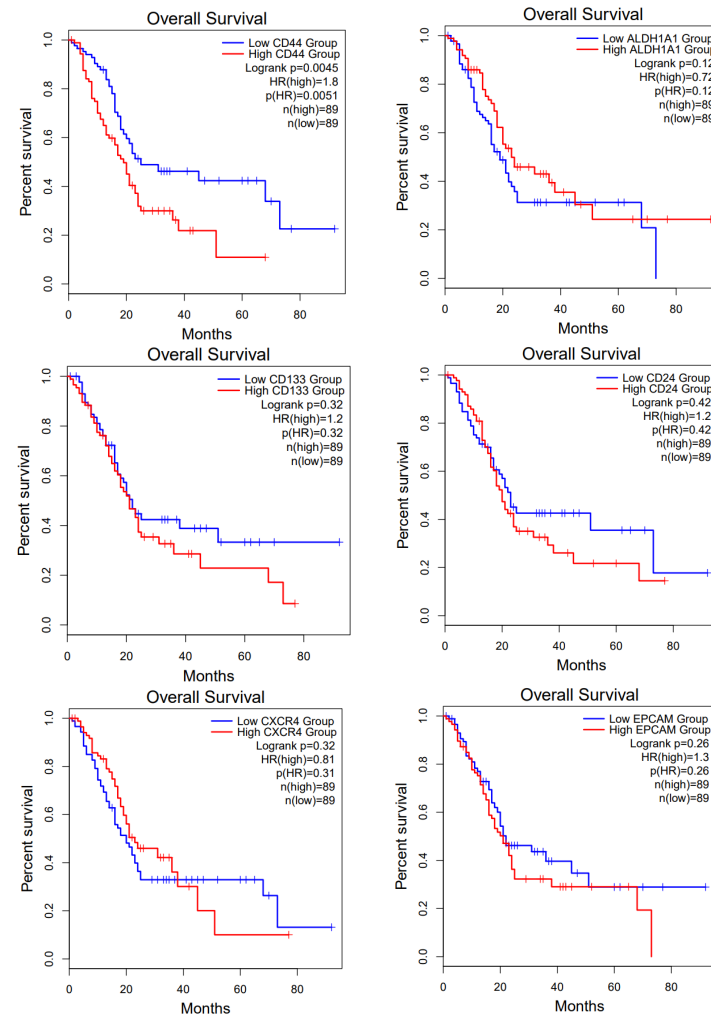 Overall Survival
Low CD44 Group
High CD44 Group
Logrank p=0.0045
HR(high)=1.8
p(HR)=0.0051
n(high)=89
n(low)=89
Percent survival
0.0 0.2 0.4 0.6 0.8 1.0
0 20 40 60 80
Months
Overall Survival
Low ALDH1A1 Group
High ALDH1A1 Group
Logrank p=0.12
HR(high)=0.72
p(HR)=0.12
n(high)=89
n(low)=89
Percent survival
0.0 0.2 0.4 0.6 0.8 1.0
0 20 40 60 80
Months
Overall Survival
Low CD133 Group
High CD133 Group
Logrank p=0.32
HR(high)=1.2
p(HR)=0.32
n(high)=89
n(low)=89
Percent survival
0.0 0.2 0.4 0.6 0.8 1.0
0 20 40 60 80
Months
Overall Survival
Low CD24 Group
High CD24 Group
Logrank p=0.42
HR(high)=1.2
p(HR)=0.42
n(high)=89
n(low)=89
Percent survival
0.0 0.2 0.4 0.6 0.8 1.0
0 20 40 60 80
Months
Overall Survival
Low CXCR4 Group
High CXCR4 Group
Logrank p=0.32
HR(high)=0.81
p(HR)=0.31
n(high)=89
n(low)=89
Percent survival
0.0 0.2 0.4 0.6 0.8 1.0
0 20 40 60 80
Months
Overall Survival
Low EPCAM Group
High EPCAM Group
Logrank p=0.26
HR(high)=1.3
p(HR)=0.26
n(high)=89
n(low)=89
Percent survival
0.0 0.2 0.4 0.6 0.8 1.0
0 20 40 60 80
Months